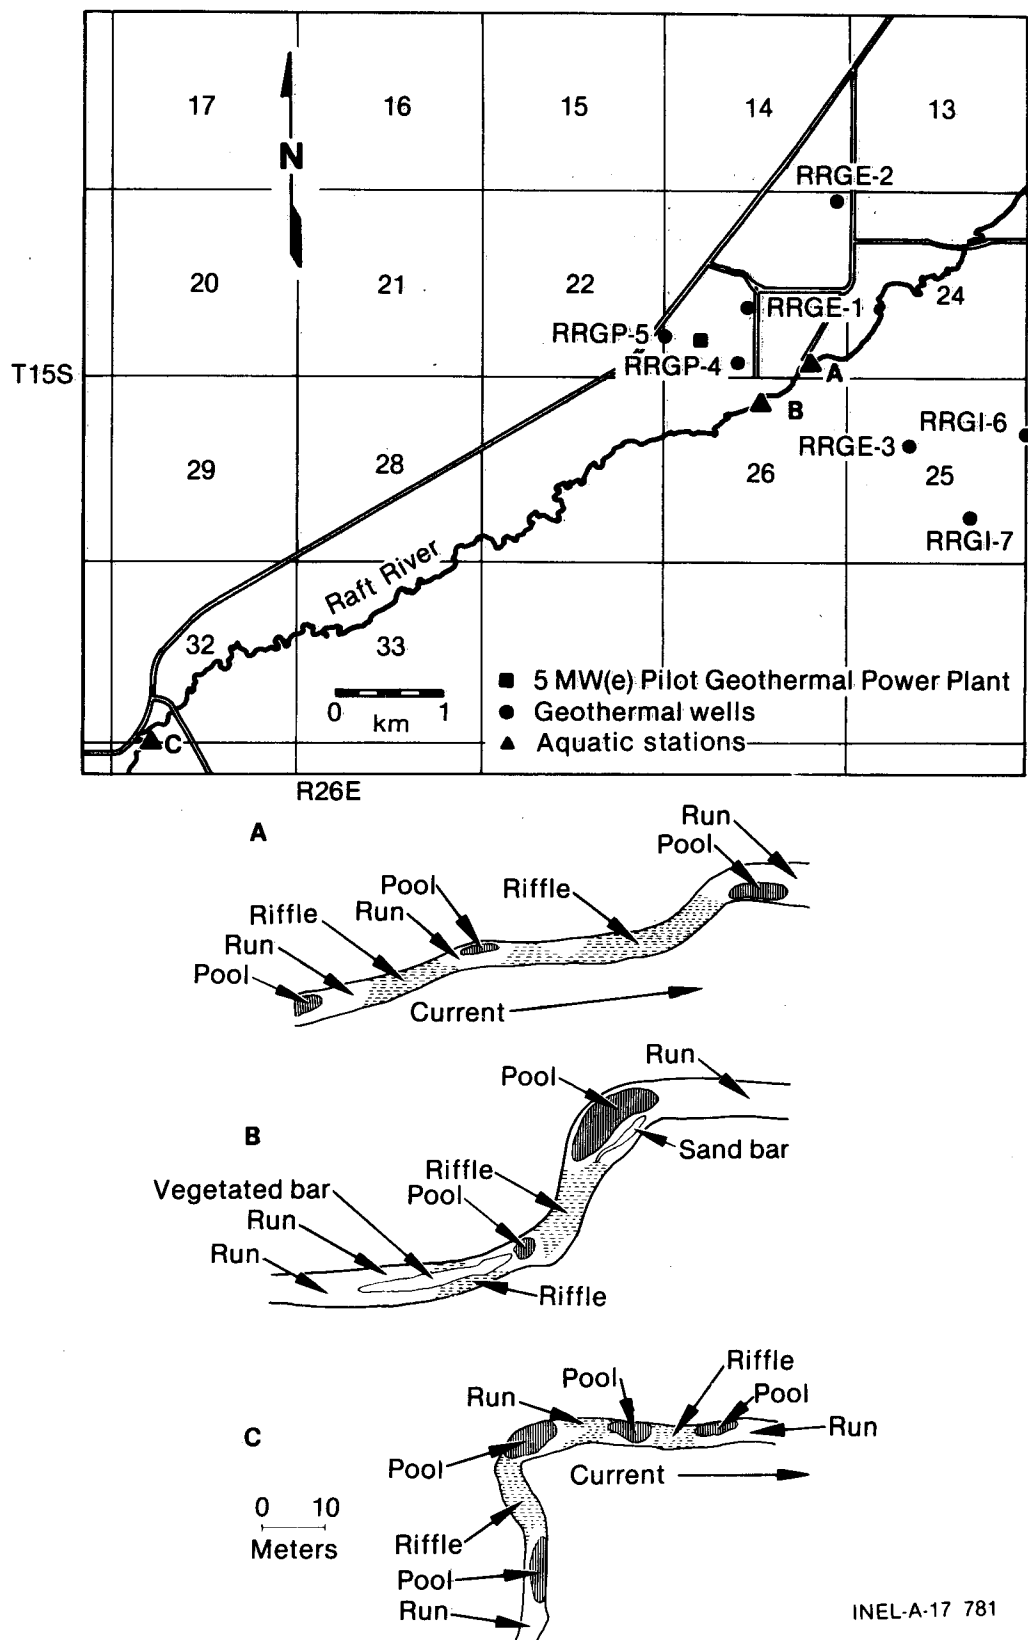 17
16
15
14
13
N
RRGE-2
20
21
22
24
RRGE-1
RRGP-5
RRGP-4
T15S
A
B
RRGI-6
RRGE-3
29
28
26
25
RRGI-7
Raft River
32
33
5 MW(e) Pilot Geothermal Power Plant
0 1
km
Geothermal wells
C
Aquatic stations
R26E
A
Run
Pool
Pool
Riffle
Run
Riffle
Run
Pool
Current
Run
Pool
B
Sand bar
Riffle
Vegetated bar
Pool
Run
Run
Riffle
Riffle
Pool
Pool
Run
Run
C
Pool
Current
0 10
Meters
Riffle
Pool
Run
INEL-A-17 781